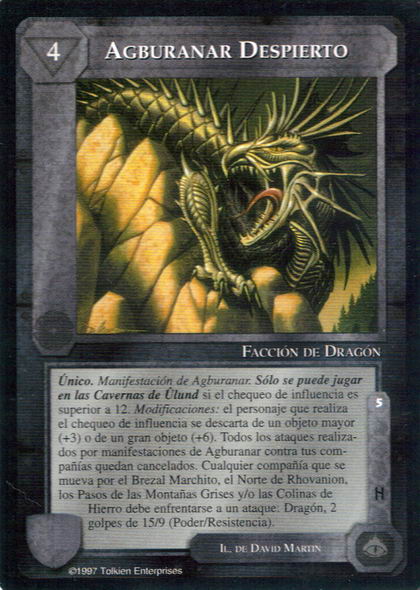 4
AGBURANAR DESPIERTO
FACCIÓN DE DRAGÓN
Único. Manifestación de Agburanar. Sólo se puede jugar
en las Cavernas de Ûlund si el chequeo de influencia es
superior a 12. Modificaciones: el personaje que realiza
el chequeo de influencia se descarta de un objeto mayor
(+3) o de un gran objeto (+6). Todos los ataques realiza-
dos por manifestaciones de Agburanar contra tus com-
pañías quedan cancelados. Cualquier compañía que se
mueva por el Brezal Marchito, el Norte de Rhovanion,
los Pasos de las Montañas Grises y/o las Colinas de
Hierro debe enfrentarse a un ataque: Dragón, 2
golpes de 15/9 (Poder/Resistencia).
5
IL. DE DAVID MARTIN
©1997 Tolkien Enterprises